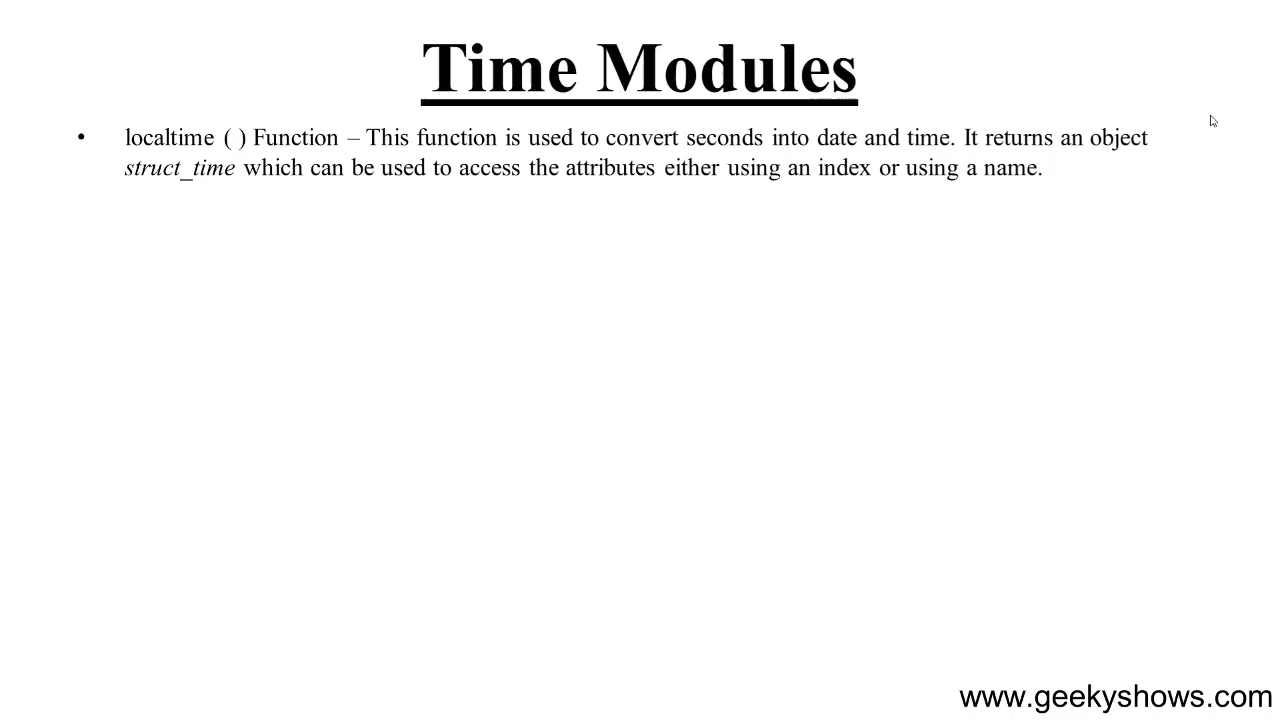 Time Modules
• localtime ( ) Function – This function is used to convert seconds into date and time. It returns an object
struct_time which can be used to access the attributes either using an index or using a name.
www.geekyshows.com